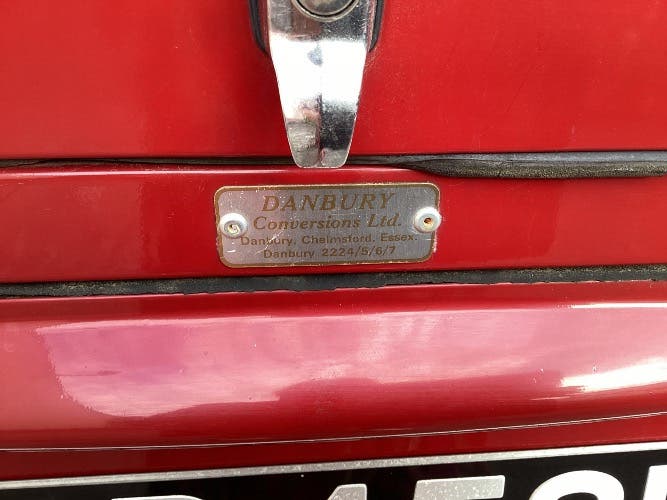 DANBURY
Conversions Ltd.
Danbury, Chelmsford, Essex.
Danbury 2224/5/6/7